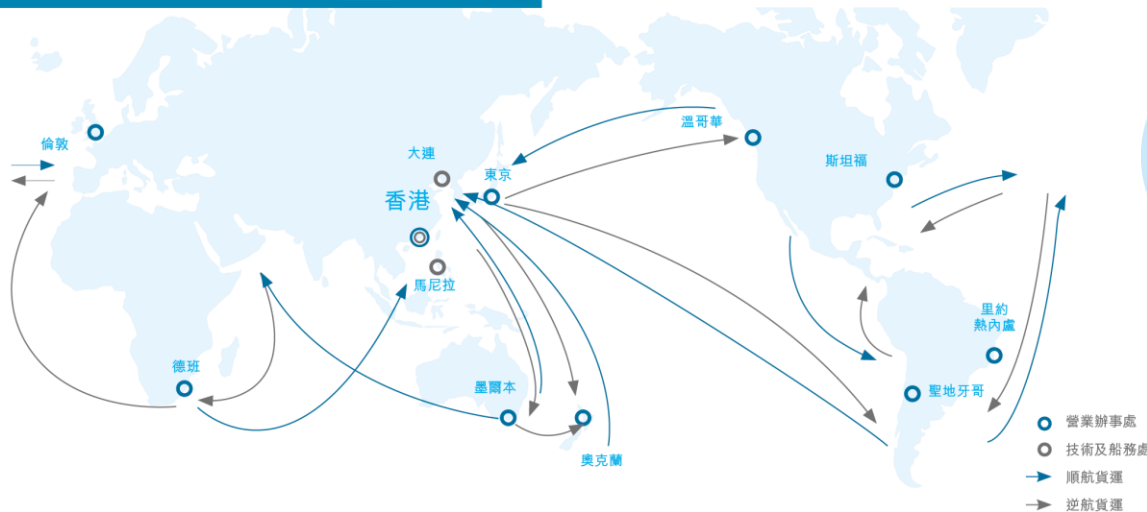 倫敦
大連
東京
香港
馬尼拉
溫哥華
斯坦福
德班
墨爾本
奧克蘭
里約
熱內盧
聖地牙哥
營業辦事處
技術及船務處
順航貨運
逆航貨運